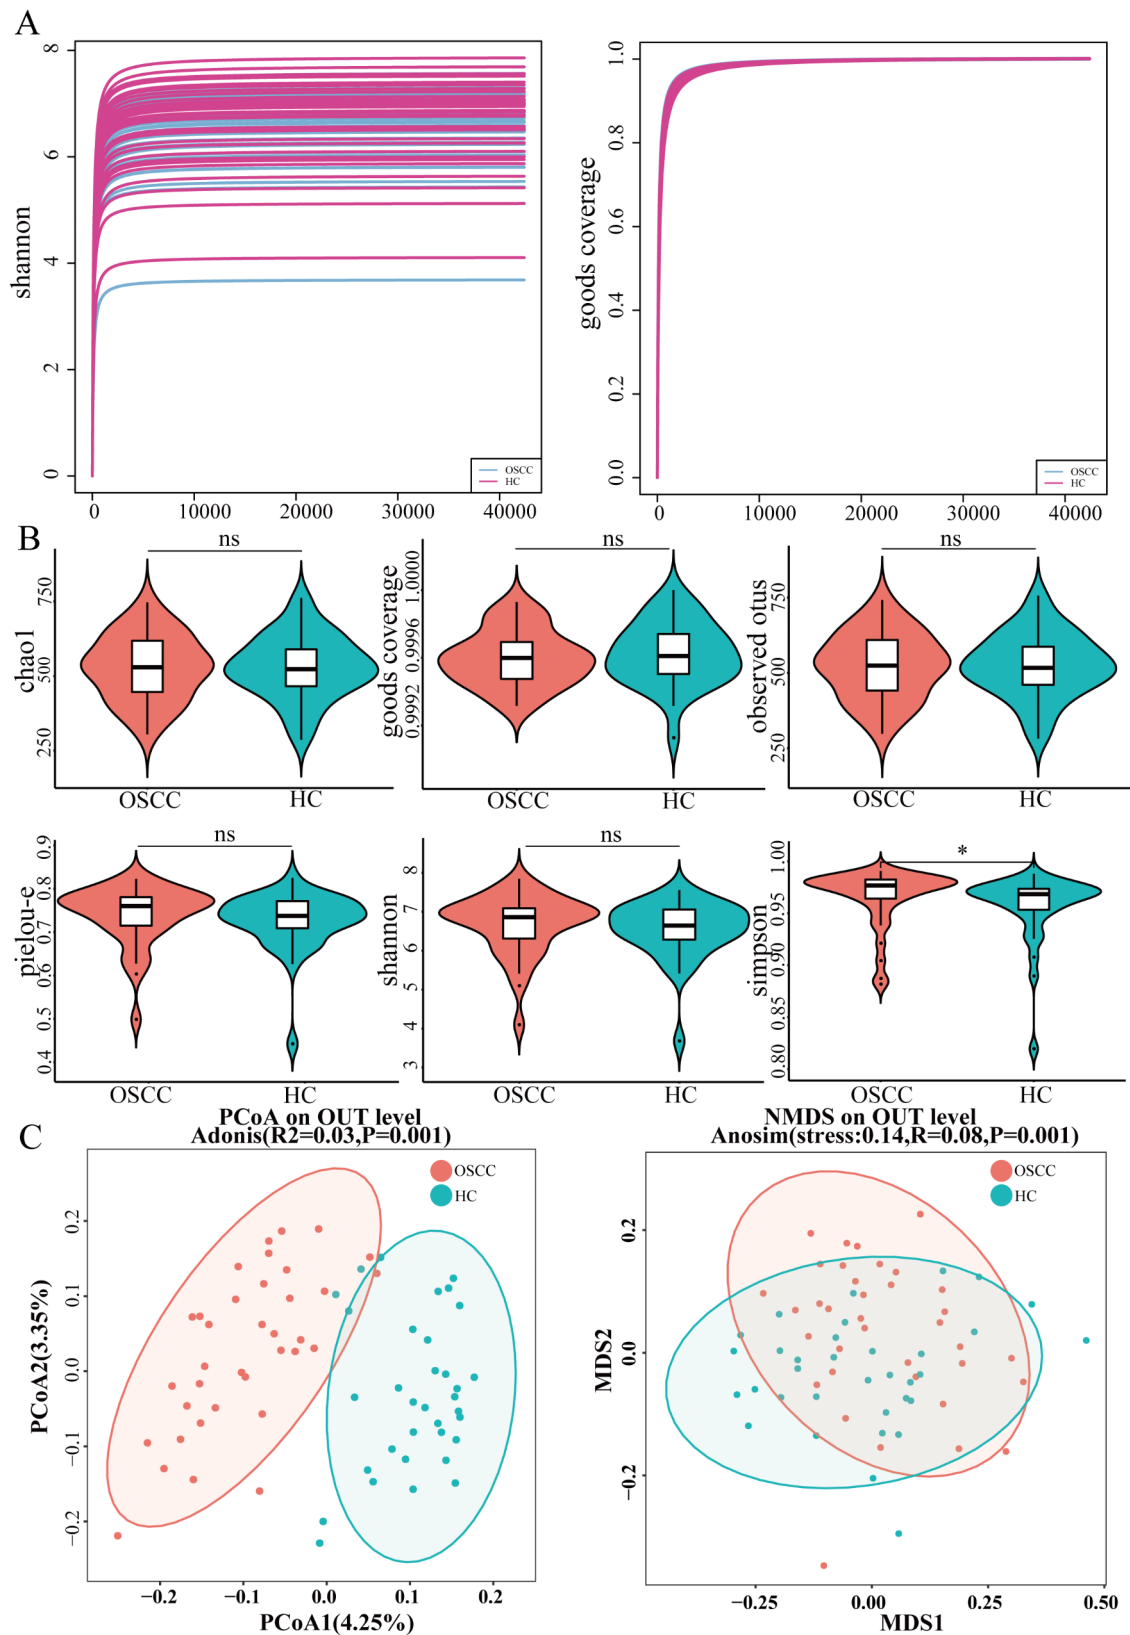 A
shannon
8
6
4
2
0
0 10000 20000 30000 40000
OSCC
HC
goods coverage
1.0
0.8
0.6
0.4
0.2
0.0
0 10000 20000 30000 40000
OSCC
HC
B
chao1
750
500
250
ns
OSCC HC
goods coverage
1.0000
0.9996
0.9992
ns
OSCC HC
observed otus
750
500
250
ns
OSCC HC
pielou-e
0.9
0.8
0.7
0.6
0.5
0.4
ns
OSCC HC
shannon
8
7
6
5
4
3
ns
OSCC HC
simpson
1.00
0.95
0.90
0.85
0.80
*
OSCC HC
C
PCoA on OUT level
Adonis(R2=0.03,P=0.001)
OSCC
HC
PCoA2(3.35%)
0.2
0.1
0.0
−0.1
−0.2
−0.2 −0.1 0.0 0.1 0.2
PCoA1(4.25%)
NMDS on OUT level
Anosim(stress:0.14,R=0.08,P=0.001)
OSCC
HC
MDS2
0.2
0.0
−0.2
−0.25 0.00 0.25 0.50
MDS1